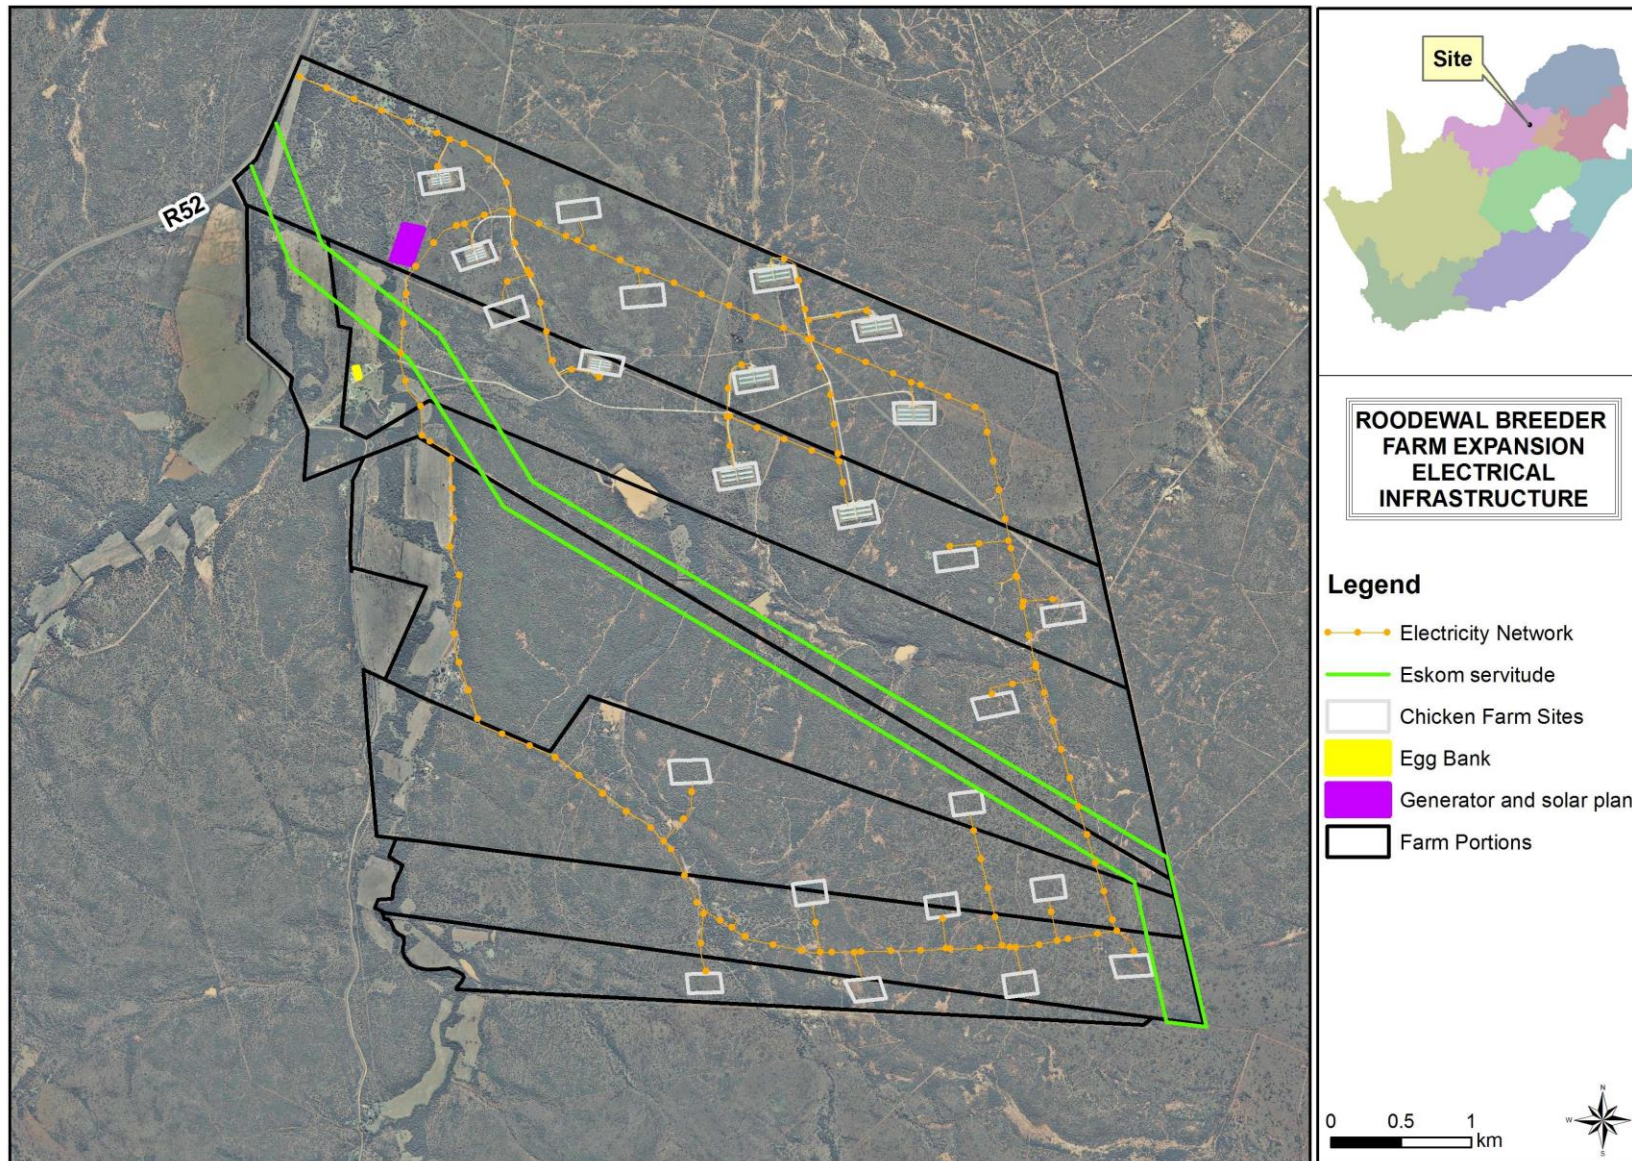 R52
Site
ROODEWAL BREEDER
FARM EXPANSION
ELECTRICAL
INFRASTRUCTURE
Legend
Electricity Network
Eskom servitude
Chicken Farm Sites
Egg Bank
Generator and solar plan
Farm Portions
N
W
S
0 0.5 1
km